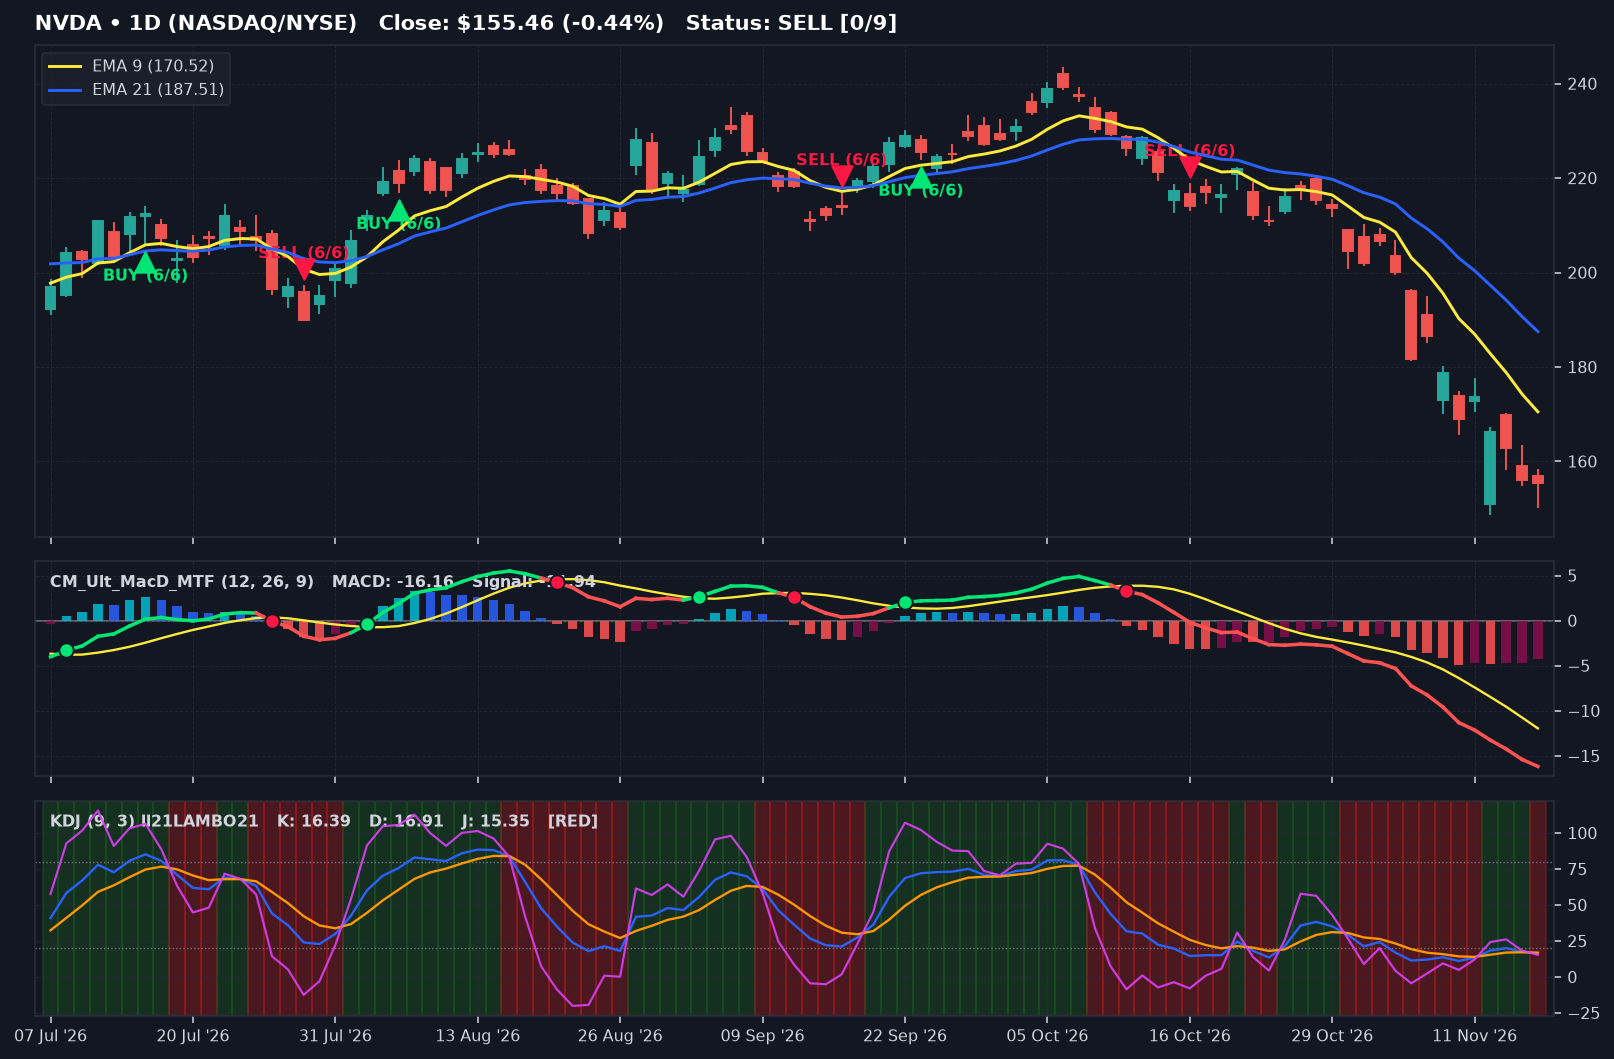 NVDA • 1D (NASDAQ/NYSE)   Close: $155.46 (-0.44%)   Status: SELL [0/9]
EMA 9 (170.52)
EMA 21 (187.51)
240
220
200
180
160
SELL (6/6)
SELL (6/6)
BUY (6/6)
BUY (6/6)
SELL (6/6)
BUY (6/6)
CM_Ult_MacD_MTF (12, 26, 9)   MACD: -16.16   Signal:
5
0
−5
−10
−15
KDJ (9, 3)   K: 16.39   D: 16.91   J: 15.35   [RED]
100
75
50
25
0
−25
07 Jul '26
20 Jul '26
31 Jul '26
13 Aug '26
26 Aug '26
09 Sep '26
22 Sep '26
05 Oct '26
16 Oct '26
29 Oct '26
11 Nov '26